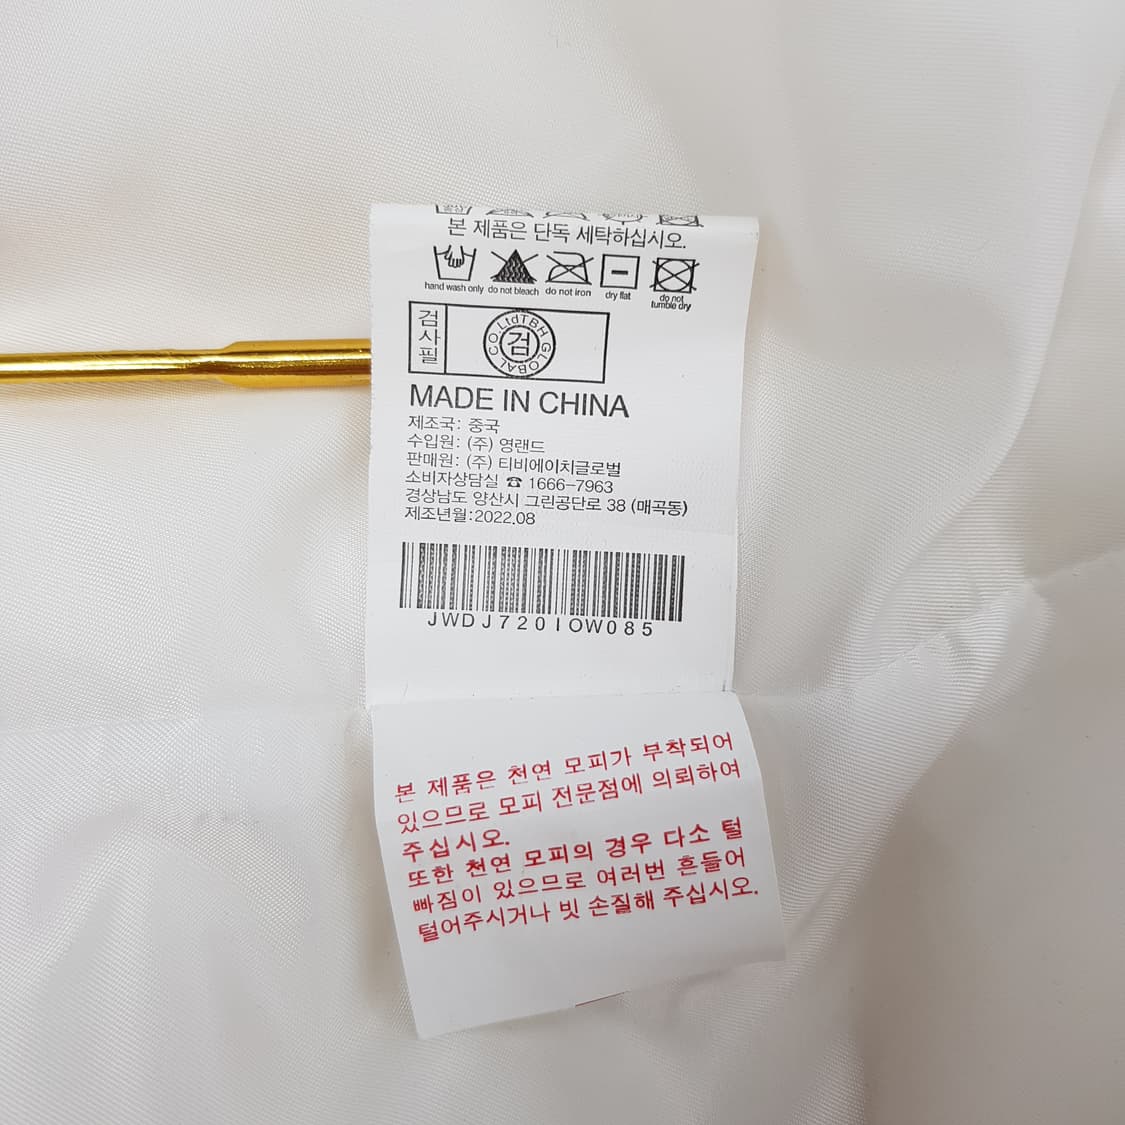 본 제품은 단독 세탁하십시오.
hand wash only do not bleach do not iron dry flat do not tumble dry
검사필
CO.,Ltd TBH GLOBAL
검
MADE IN CHINA
제조국: 중국
수입원: (주) 영랜드
판매원: (주) 티비에이치글로벌
소비자상담실 ☎ 1666-7963
경상남도 양산시 그린공단로 38 (매곡동)
제조년월:2022.08
JWDJ720IOW085
본 제품은 천연 모피가 부착되어
있으므로 모피 전문점에 의뢰하여
주십시오.
또한 천연 모피의 경우 다소 털
빠짐이 있으므로 여러번 흔들어
털어주시거나 빗 손질해 주십시오.